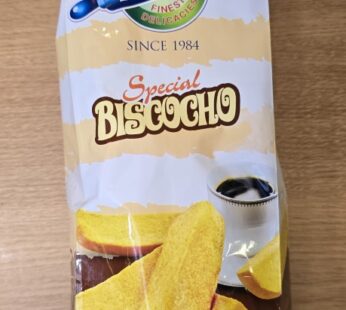 FINEST
DELICACIES
SINCE 1984
Special
BISCOCHO